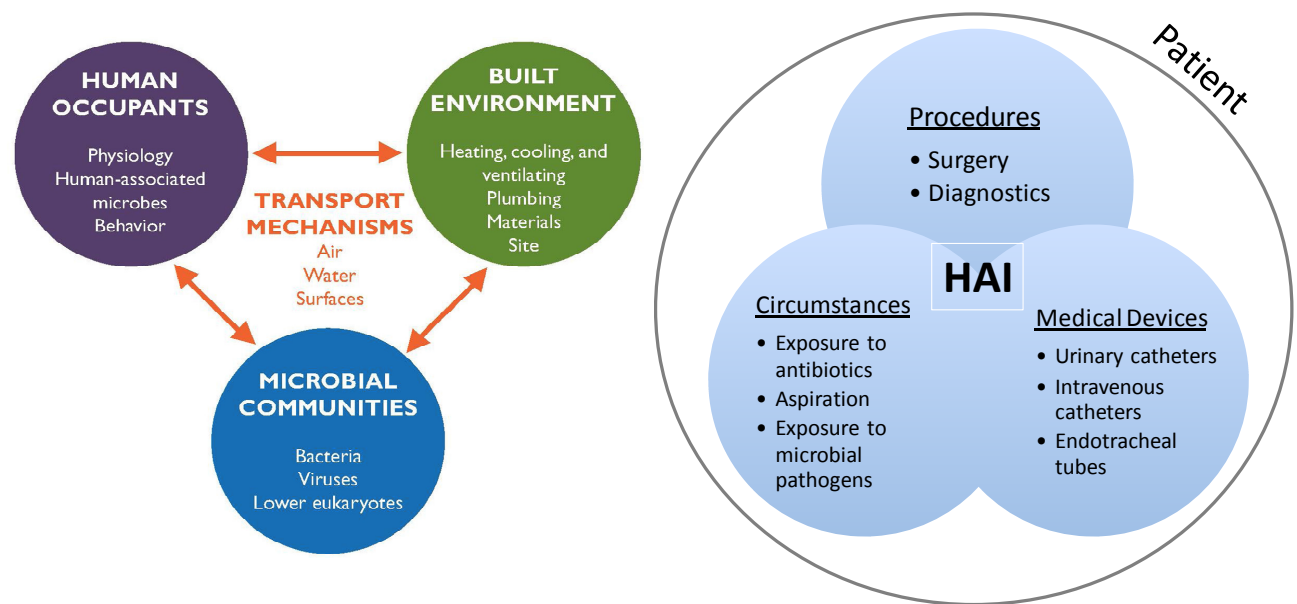 HUMAN
OCCUPANTS
Physiology
Human-associated
microbes
Behavior
BUILT
ENVIRONMENT
Heating, cooling, and
ventilating
Plumbing
Materials
Site
TRANSPORT
MECHANISMS
Air
Water
Surfaces
MICROBIAL
COMMUNITIES
Bacteria
Viruses
Lower eukaryotes
Patient
Procedures
• Surgery
• Diagnostics
HAI
Circumstances
• Exposure to
antibiotics
• Aspiration
• Exposure to
microbial
pathogens
Medical Devices
• Urinary catheters
• Intravenous
catheters
• Endotracheal
tubes